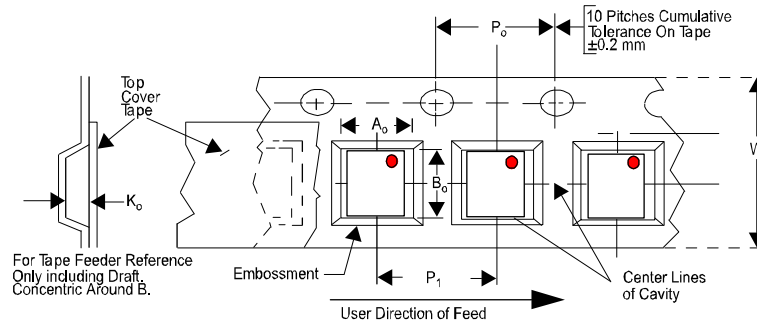 10 Pitches Cumulative
Tolerance On Tape
±0.2 mm
Po
Top
Cover
Tape
Ao
W
Bo
Ko
For Tape Feeder Reference
Only including Draft.
Concentric Around B.
Embossment
P1
Center Lines
of Cavity
User Direction of Feed